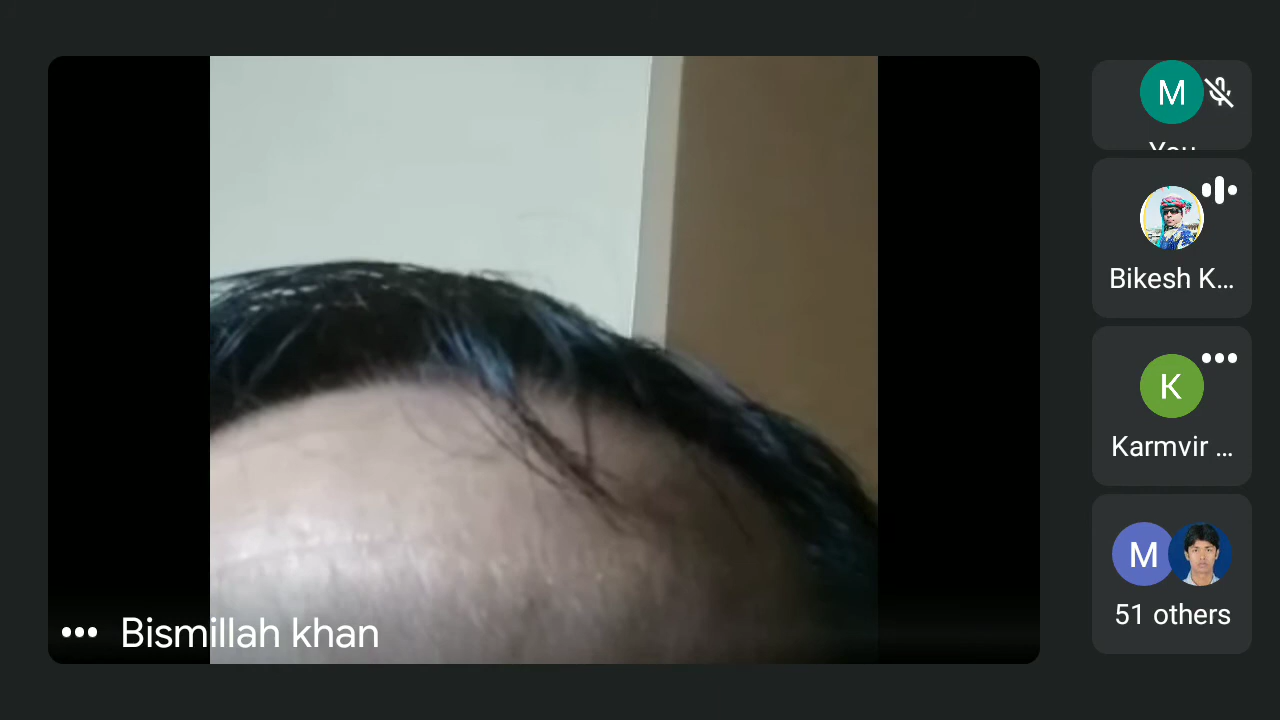 M
You
Bikesh K...
K
Karmvir ...
M
51 others
Bismillah khan